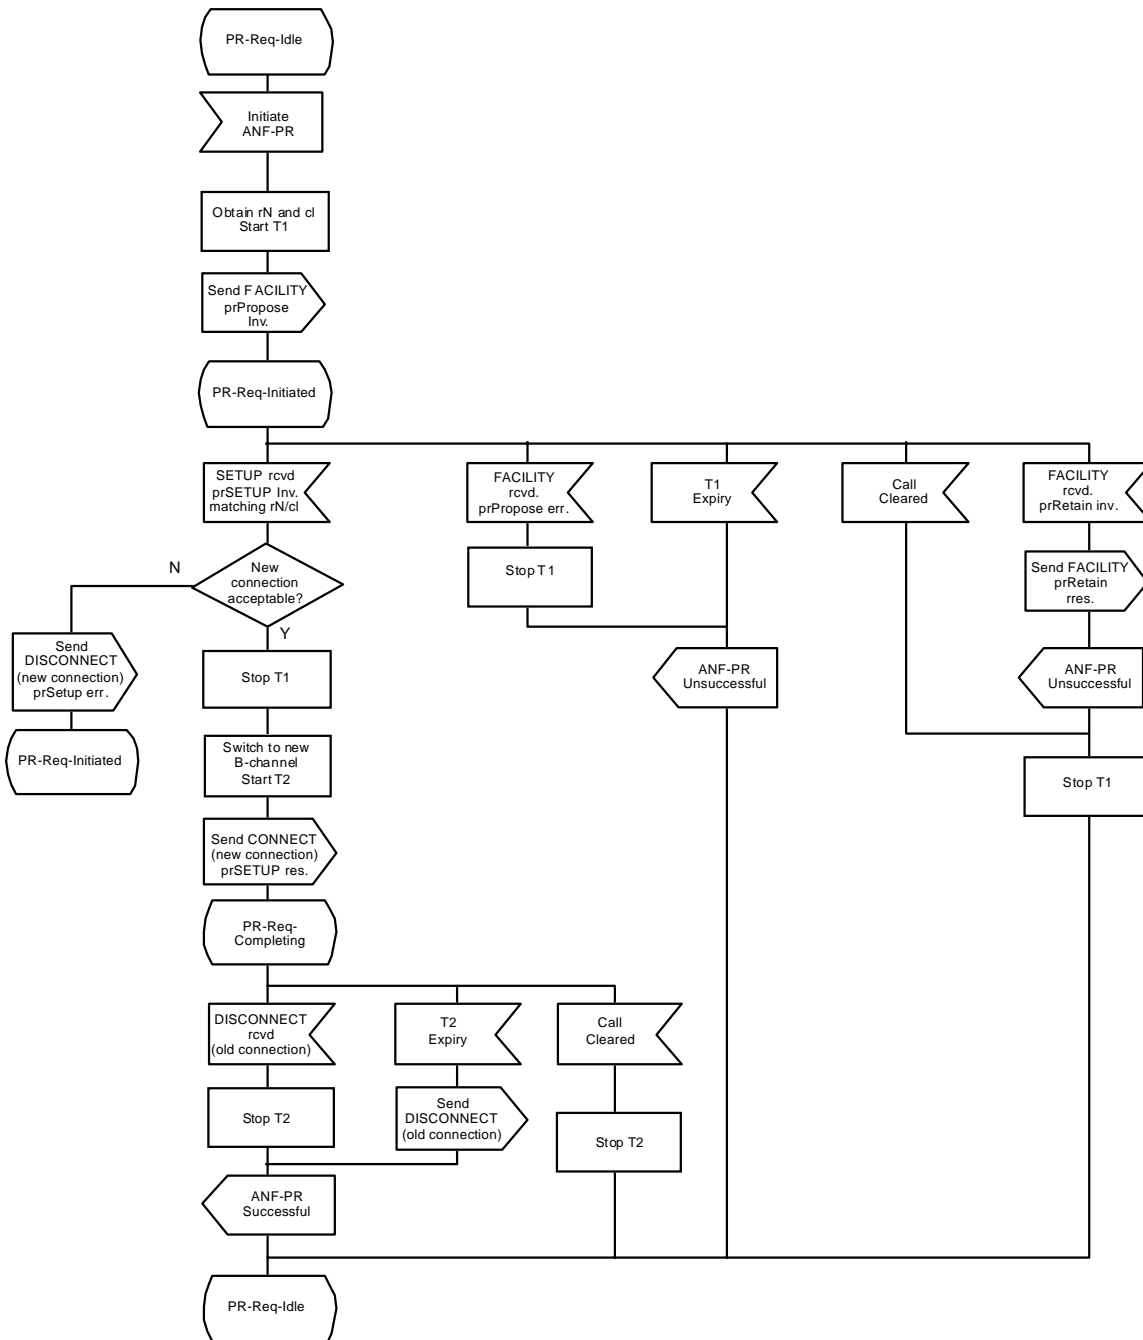 PR-Req-Idle
Initiate
ANF-PR
Obtain rN and cI
Start T1
Send FACILITY
prPropose
Inv.
PR-Req-Initiated
SETUP rcvd
prSETUP Inv.
matching rN/cI
FACILITY
rcvd.
prPropose err.
T1
Expiry
Call
Cleared
FACILITY
rcvd.
prRetain inv.
New
connection
acceptable?
N
Y
Stop T1
Send FACILITY
prRetain
rres.
Send
DISCONNECT
(new connection)
prSetup err.
Stop T1
ANF-PR
Unsuccessful
ANF-PR
Unsuccessful
PR-Req-Initiated
Switch to new
B-channel
Start T2
Stop T1
Send CONNECT
(new connection)
prSETUP res.
PR-Req-
Completing
DISCONNECT
rcvd
(old connection)
T2
Expiry
Call
Cleared
Stop T2
Send
DISCONNECT
(old connection)
Stop T2
ANF-PR
Successful
PR-Req-Idle